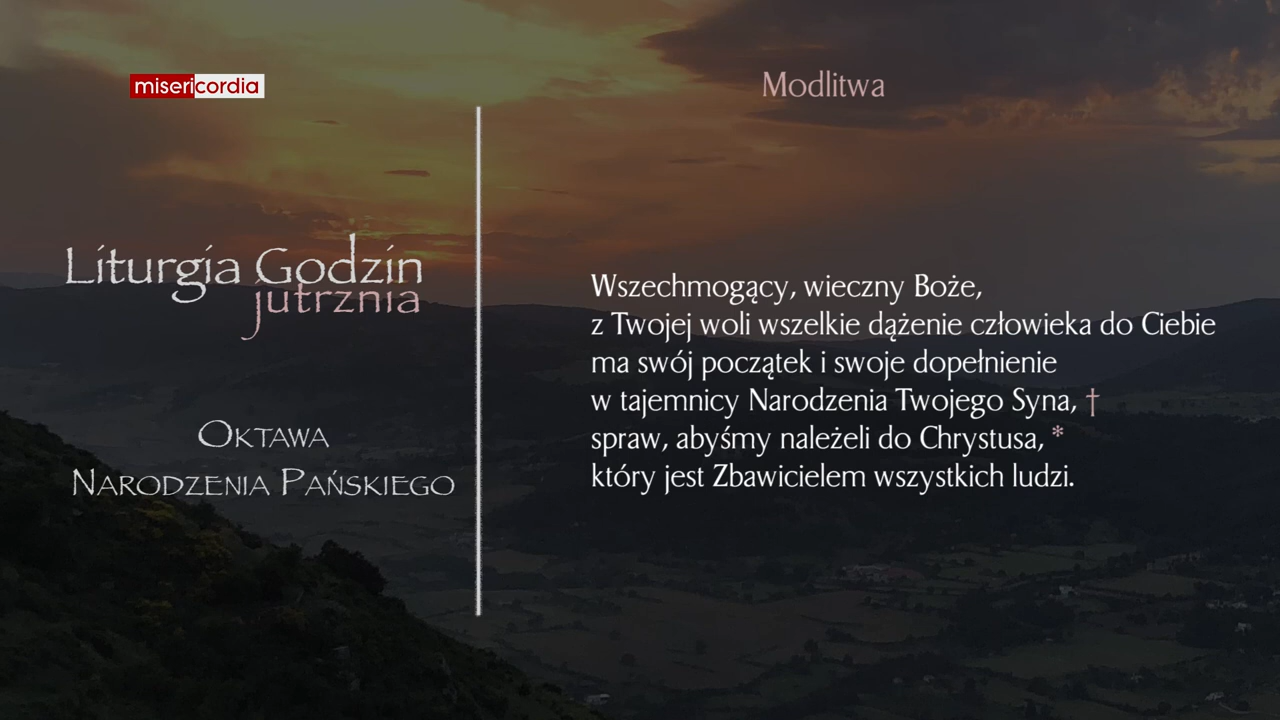 misericordia
Liturgia Godzin
jutrznia
Oktawa
Narodzenia Pańskiego
Modlitwa
Wszechmogący, wieczny Boże,
z Twojej woli wszelkie dążenie człowieka do Ciebie
ma swój początek i swoje dopełnienie
w tajemnicy Narodzenia Twojego Syna, †
spraw, abyśmy należeli do Chrystusa, *
który jest Zbawicielem wszystkich ludzi.